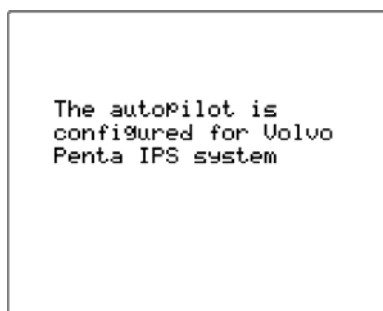 The autopilot is
configured for Volvo
Penta IPS system